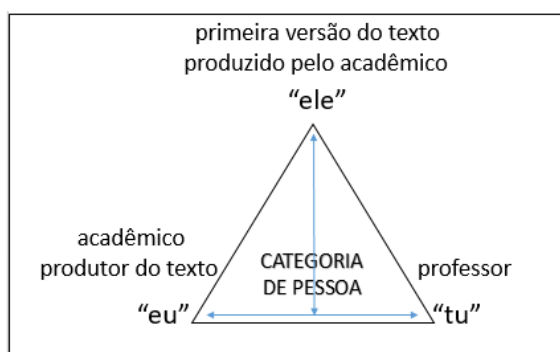 primeira versão do texto
produzido pelo acadêmico
“ele”
acadêmico
produtor do texto
“eu”
CATEGORIA
DE PESSOA
professor
“tu”